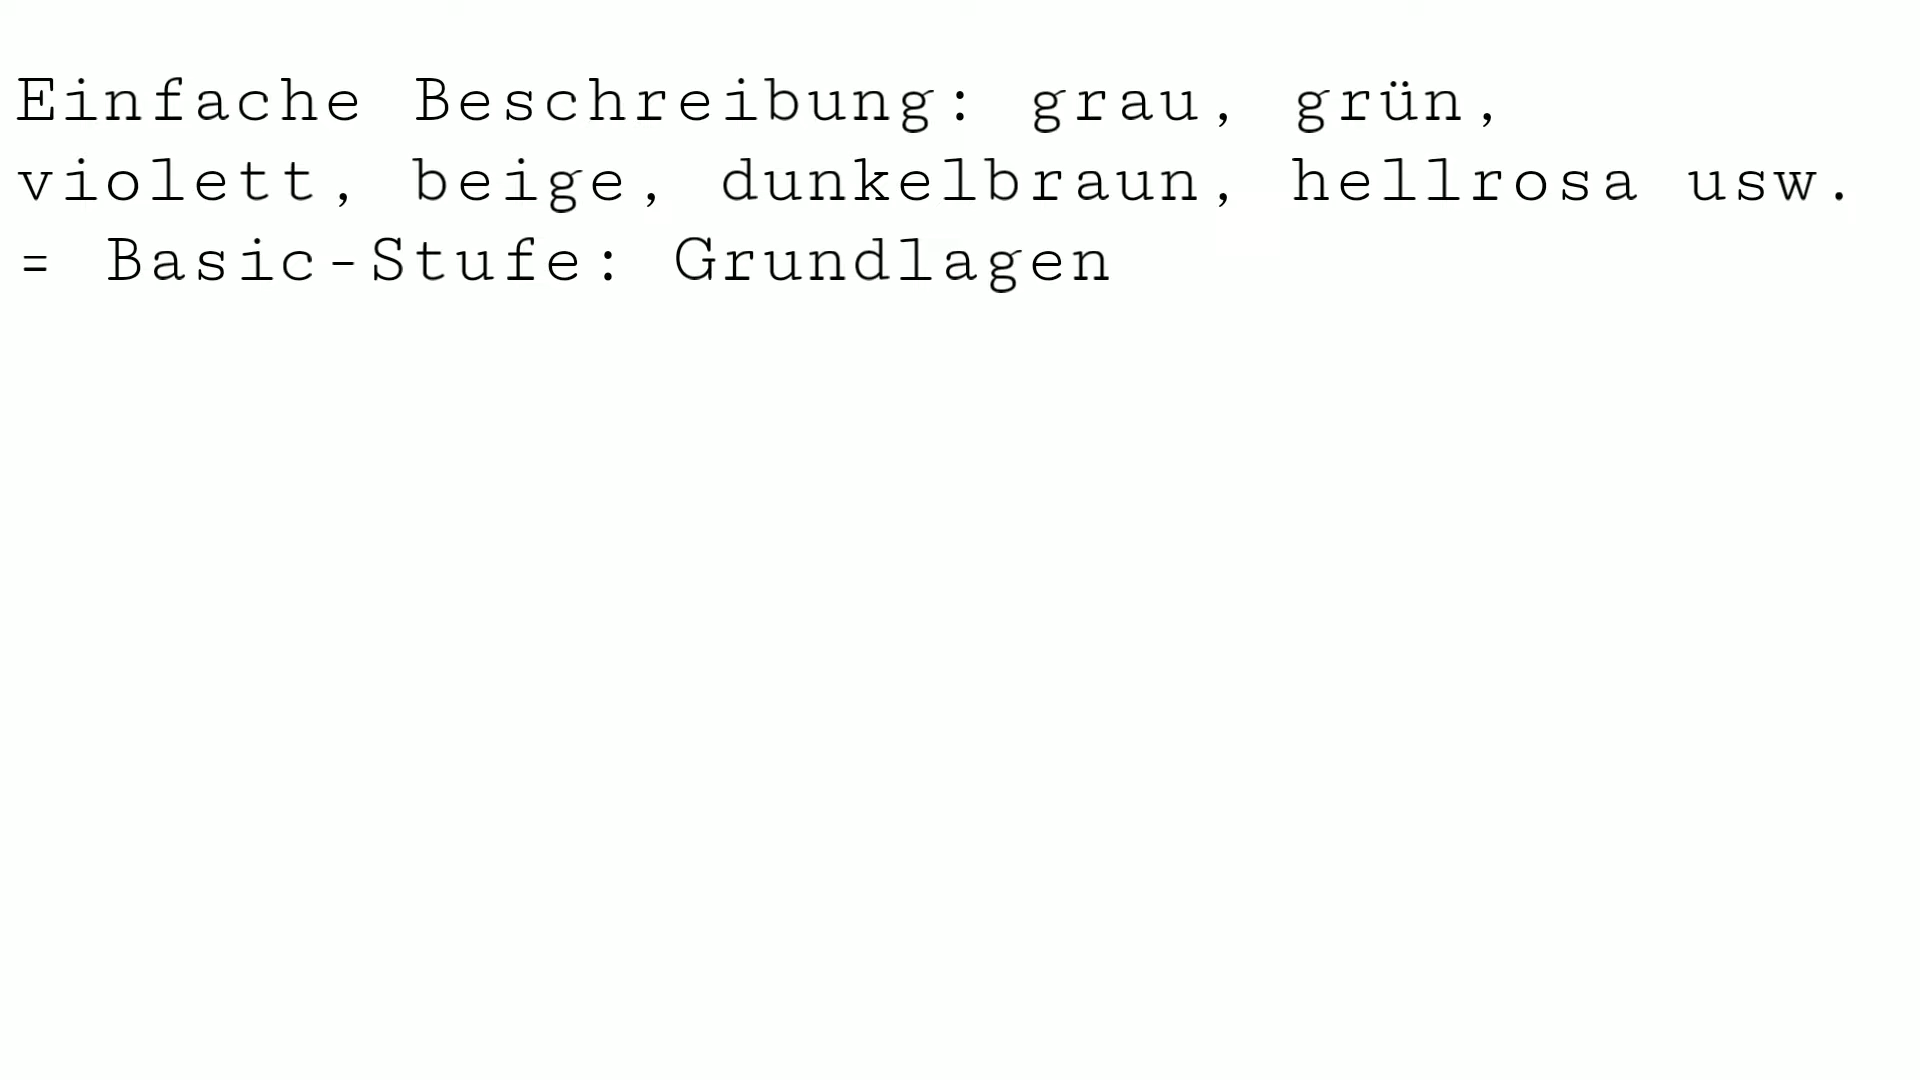 Einfache Beschreibung: grau, grün,
violett, beige, dunkelbraun, hellrosa usw.
= Basic-Stufe: Grundlagen